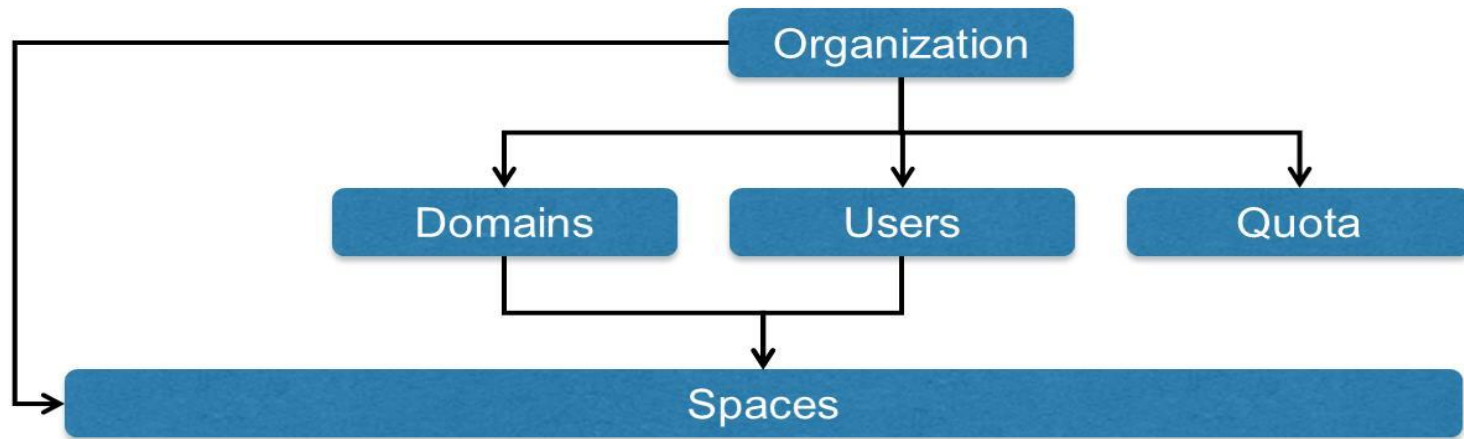 Organization
Domains
Users
Quota
Spaces